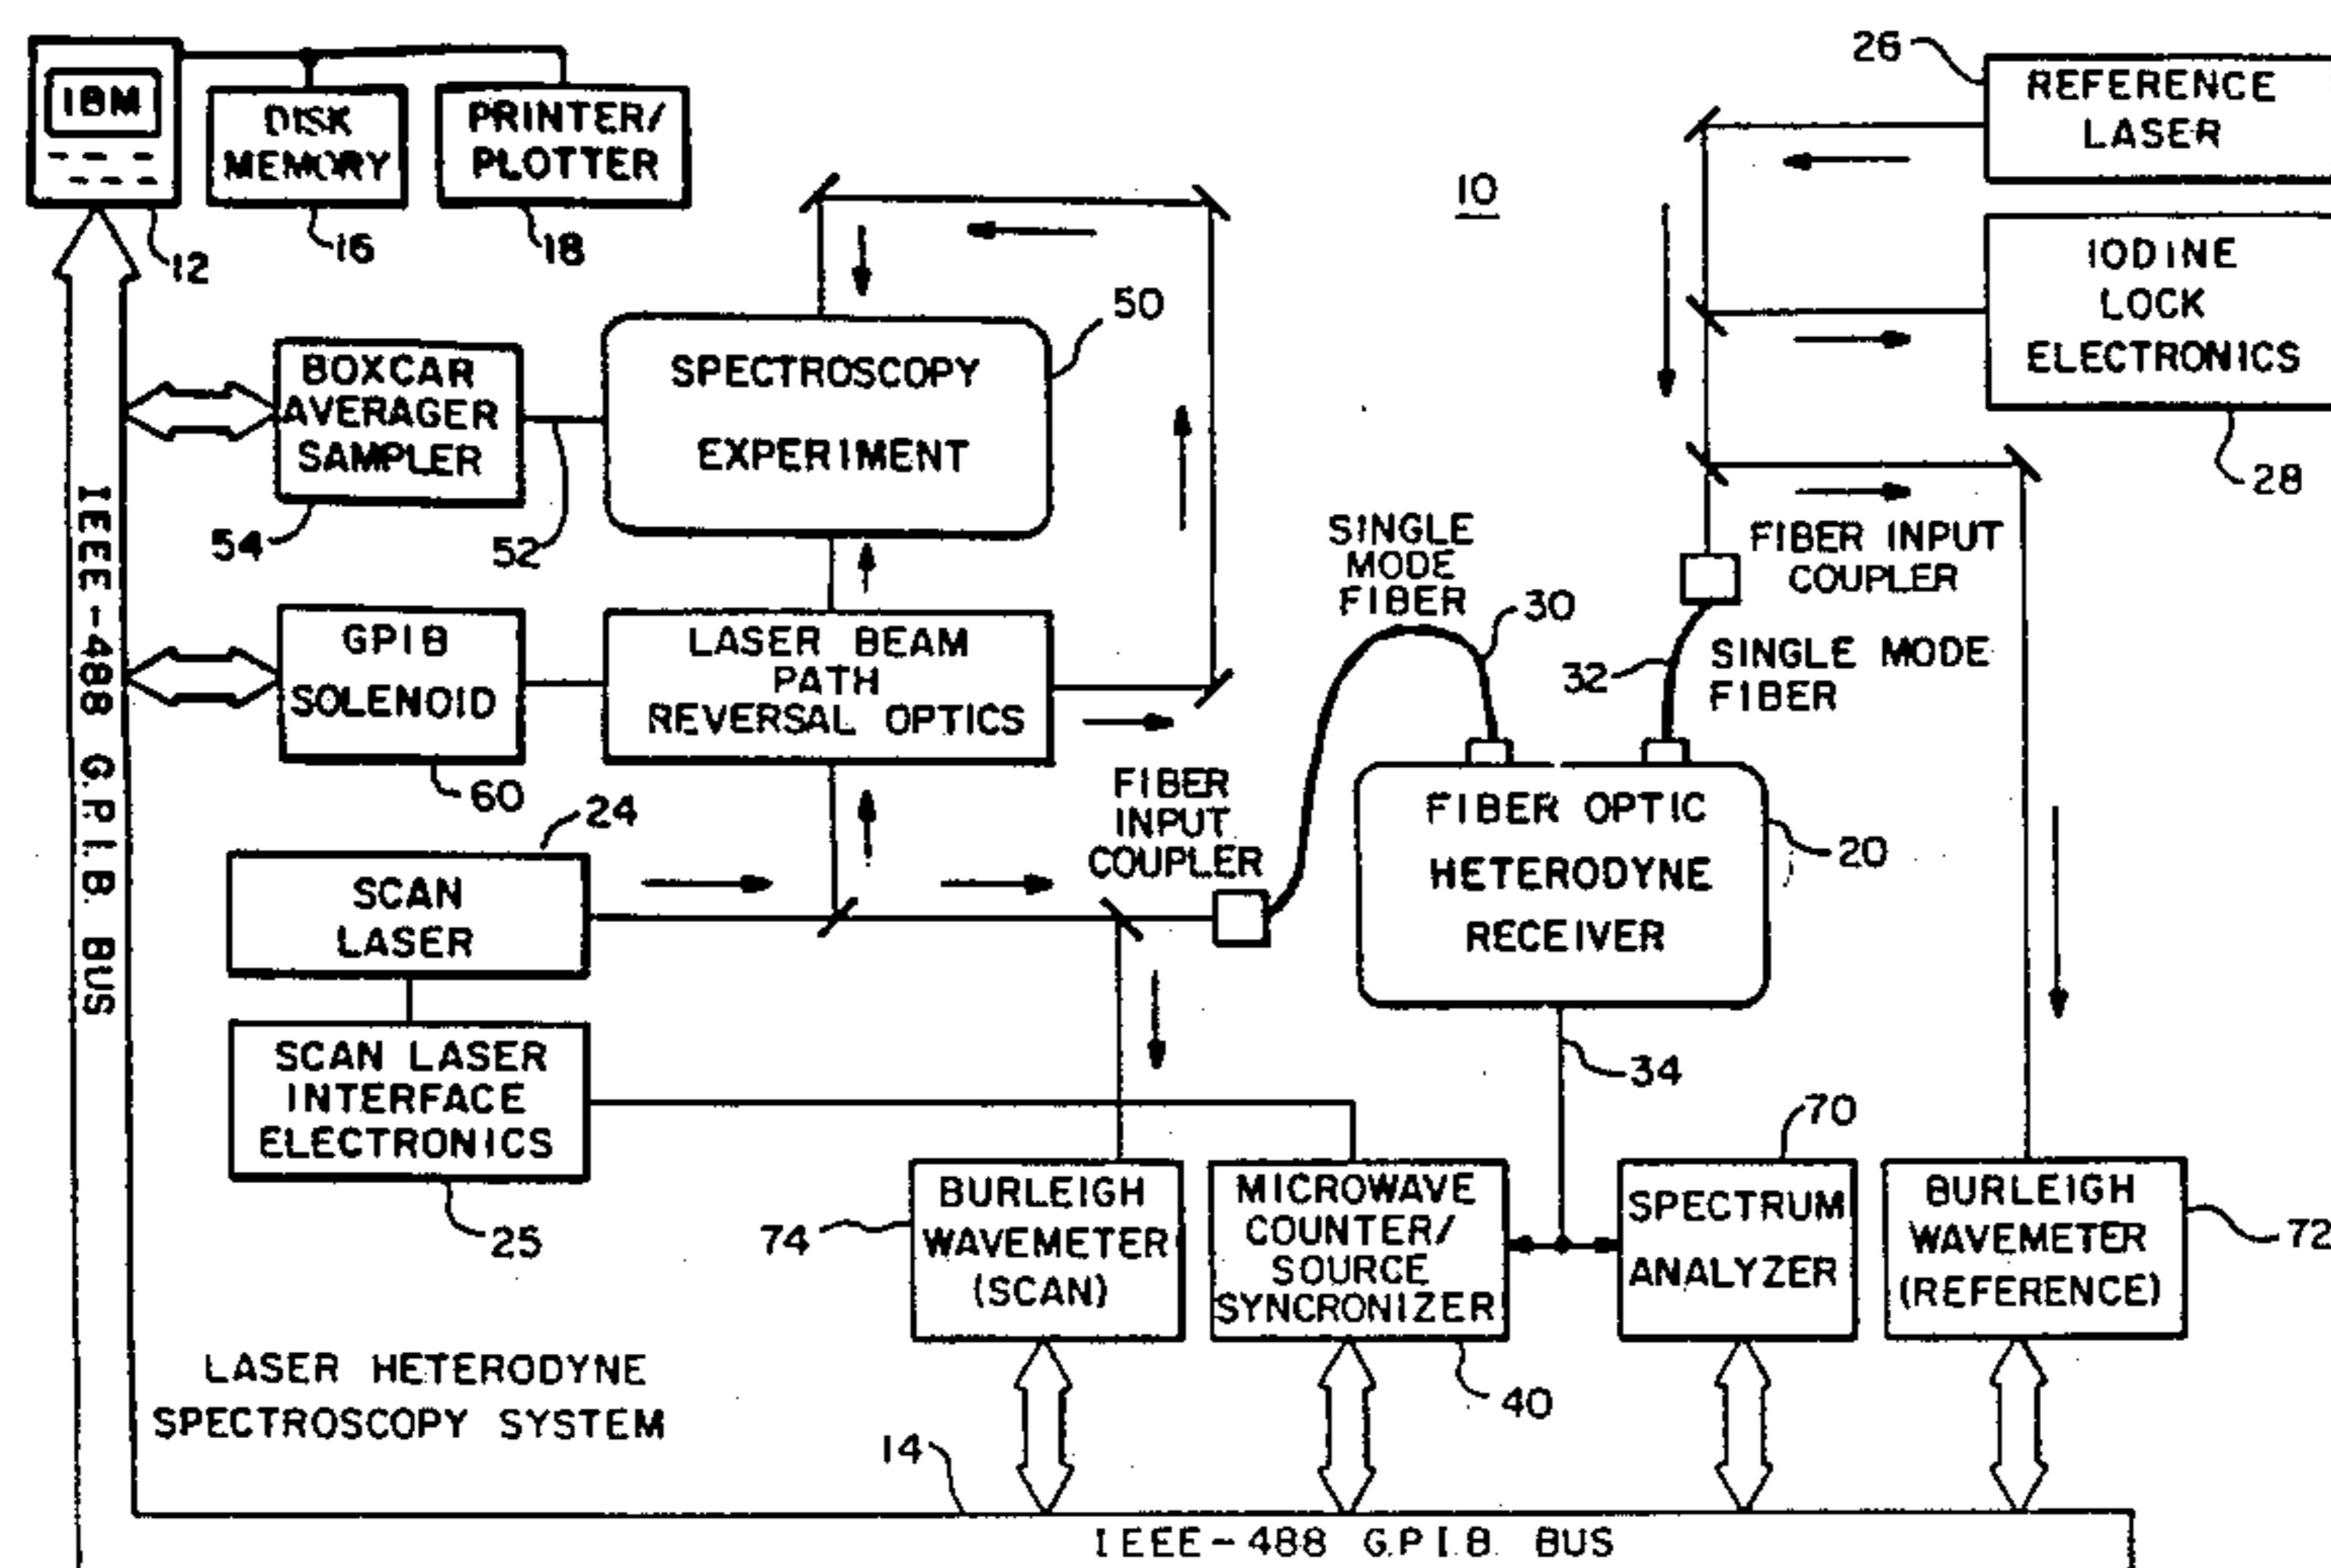 IBM
DISK
MEMORY
PRINTER/
PLOTTER
12
16
18
10
26
REFERENCE
LASER
IODINE
LOCK
ELECTRONICS
28
BOXCAR
AVERAGER
SAMPLER
54
52
SPECTROSCOPY
EXPERIMENT
50
GPIB
SOLENOID
60
LASER BEAM
PATH
REVERSAL OPTICS
SINGLE
MODE
FIBER
30
FIBER INPUT
COUPLER
32
SINGLE MODE
FIBER
FIBER
INPUT
COUPLER
FIBER OPTIC
HETERODYNE
RECEIVER
20
24
SCAN
LASER
SCAN LASER
INTERFACE
ELECTRONICS
25
34
74
BURLEIGH
WAVEMETER
(SCAN)
MICROWAVE
COUNTER/
SOURCE
SYNCRONIZER
40
70
SPECTRUM
ANALYZER
BURLEIGH
WAVEMETER
(REFERENCE)
72
IEEE-488 G.P.I.B. BUS
LASER HETERODYNE
SPECTROSCOPY SYSTEM
14
IEEE-488 G.P.I.B. BUS